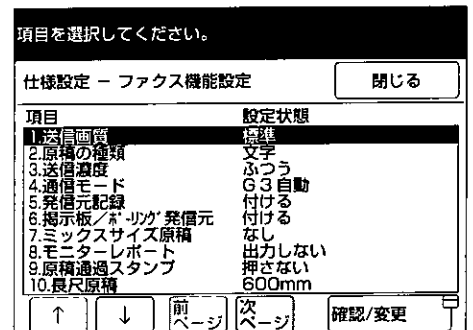 項目を選択してください。
仕様設定 － ファクス機能設定 閉じる
項目 設定状態
1.送信画質 標準
2.原稿の種類 文字
3.送信濃度 ふつう
4.通信モード G3自動
5.発信元記録 付ける
6.掲示板／ﾎﾟｰﾘﾝｸﾞ発信元 付ける
7.ミックスサイズ原稿 なし
8.モニターレポート 出力しない
9.原稿通過スタンプ 押さない
10.長尺原稿 600mm
↑ ↓ 前ページ 次ページ 確認/変更